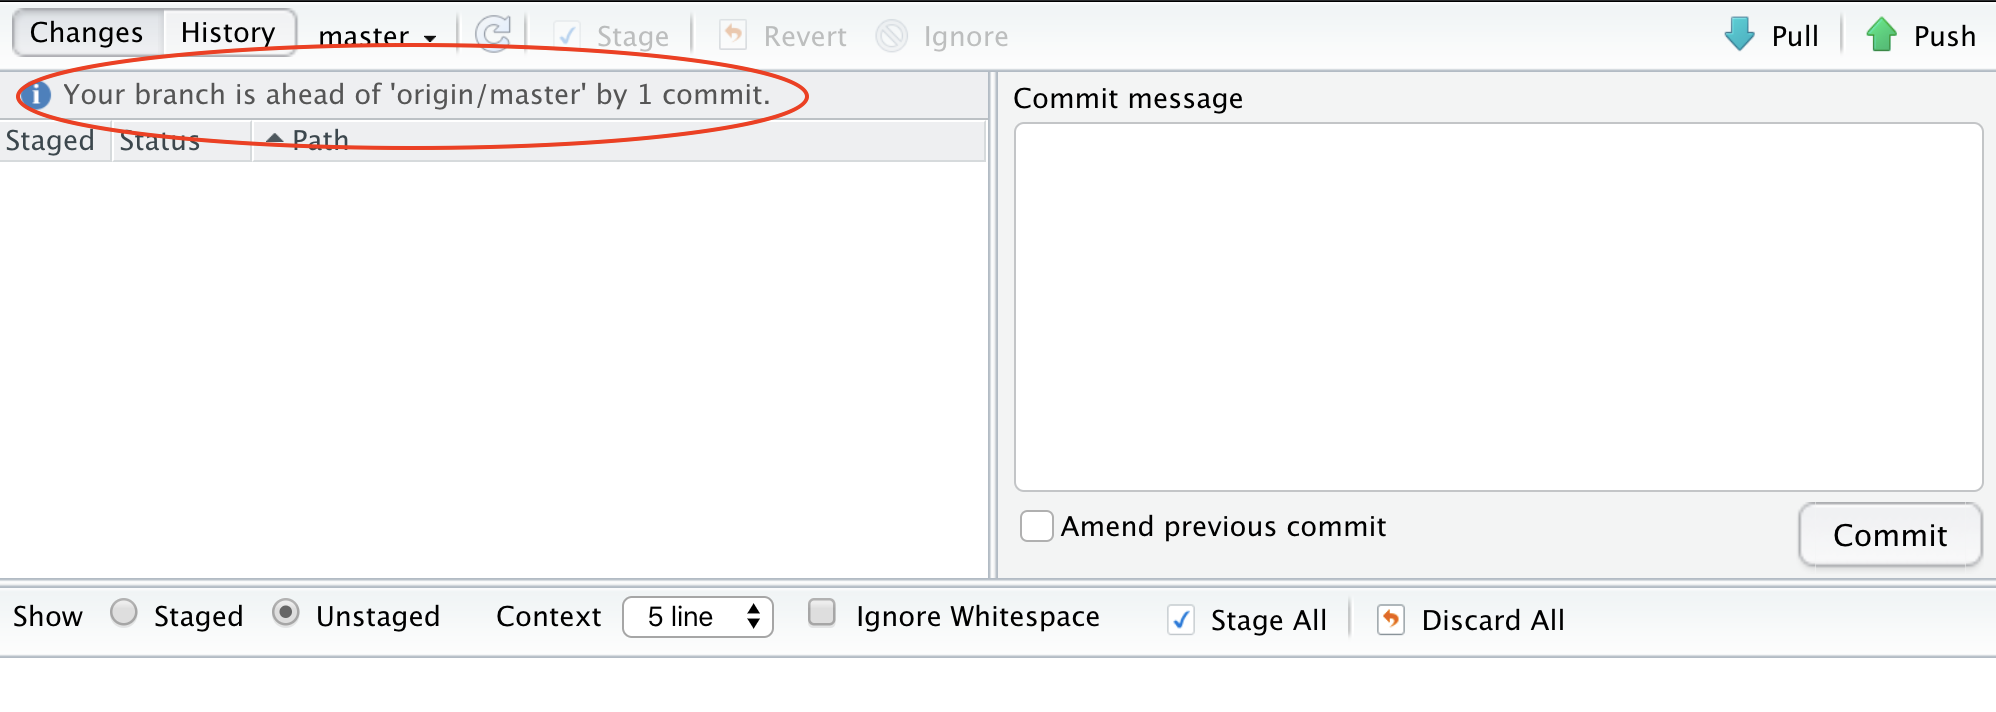 Changes History master Stage Revert Ignore Pull Push
Your branch is ahead of 'origin/master' by 1 commit.
Staged Status Path
Commit message
Amend previous commit
Commit
Show Staged Unstaged Context 5 line Ignore Whitespace Stage All Discard All